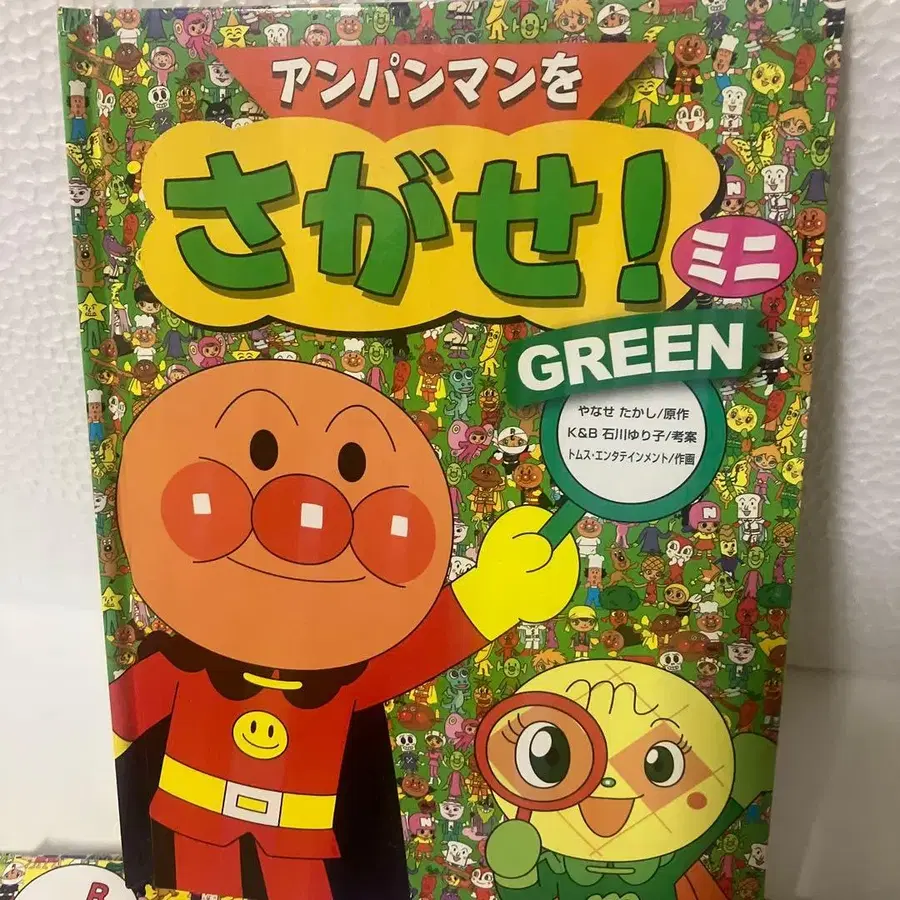 アンパンマンを
さがせ!
ミニ
GREEN
やなせ たかし/原作
K&B 石川ゆり子/考案
トムス・エンタテインメント/作画